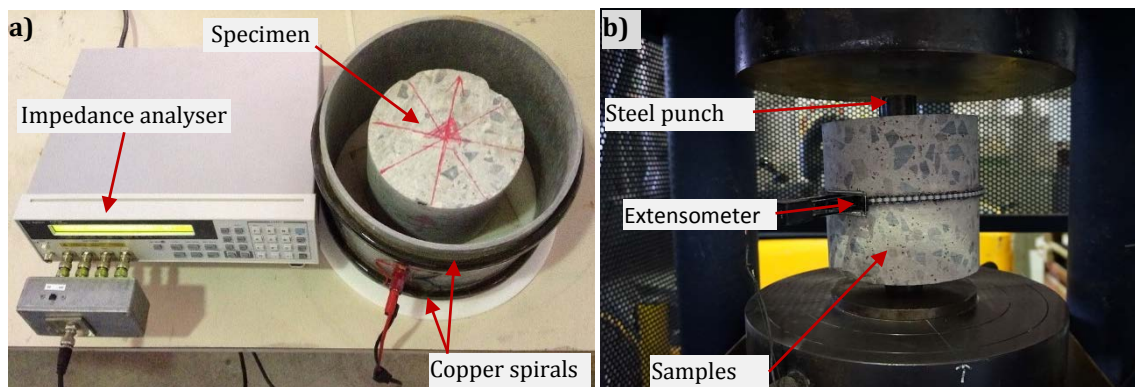 a)
Specimen
Impedance analyser
Copper spirals
b)
Steel punch
Extensometer
Samples